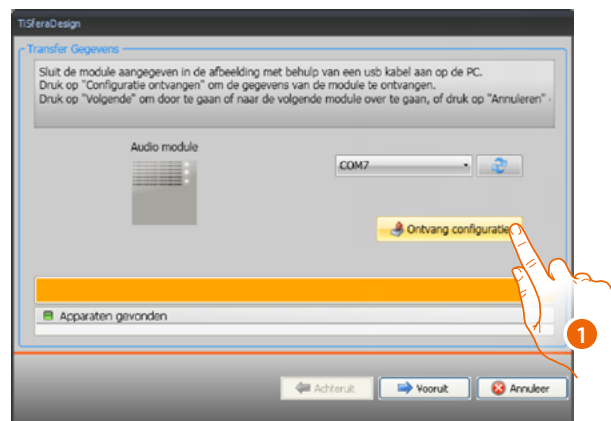 TiSferaDesign
Transfer Gegevens
Sluit de module aangegeven in de afbeelding met behulp van een usb kabel aan op de PC.
Druk op "Configuratie ontvangen" om de gegevens van de module te ontvangen.
Druk op "Volgende" om door te gaan of naar de volgende module over te gaan, of druk op "Annuleren"
Audio module
COM7
Ontvang configuratie
Apparaten gevonden
1
Achteruit
Vooruit
Annuleer